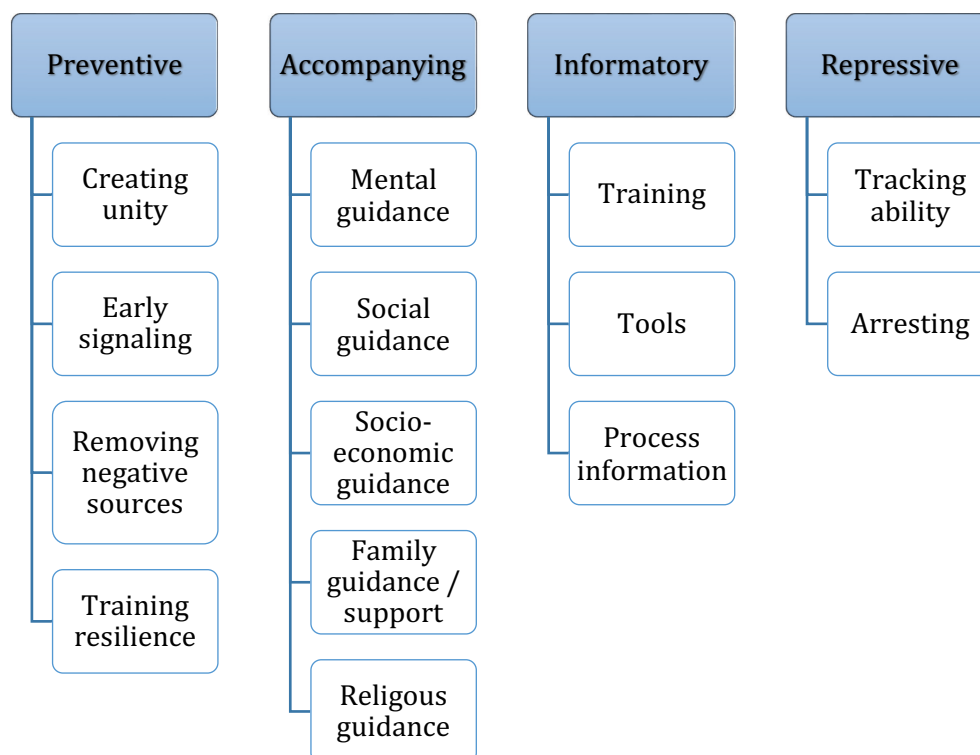 Preventive
Creating
unity
Early
signaling
Removing
negative
sources
Training
resilience
Accompanying
Mental
guidance
Social
guidance
Socio-
economic
guidance
Family
guidance /
support
Religous
guidance
Informatory
Training
Tools
Process
information
Repressive
Tracking
ability
Arresting